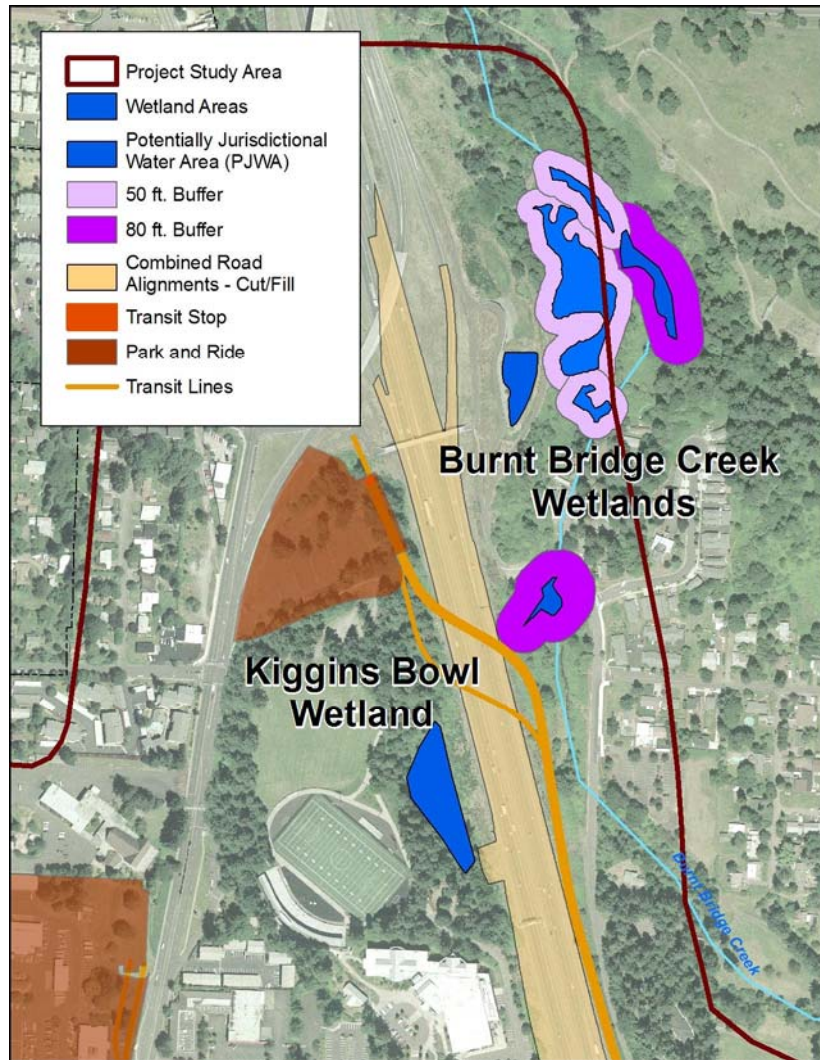 Project Study Area
Wetland Areas
Potentially Jurisdictional
Water Area (PJWA)
50 ft. Buffer
80 ft. Buffer
Combined Road
Alignments - Cut/Fill
Transit Stop
Park and Ride
Transit Lines
Burnt Bridge Creek
Wetlands
Kiggins Bowl
Wetland
Burnt Bridge Creek